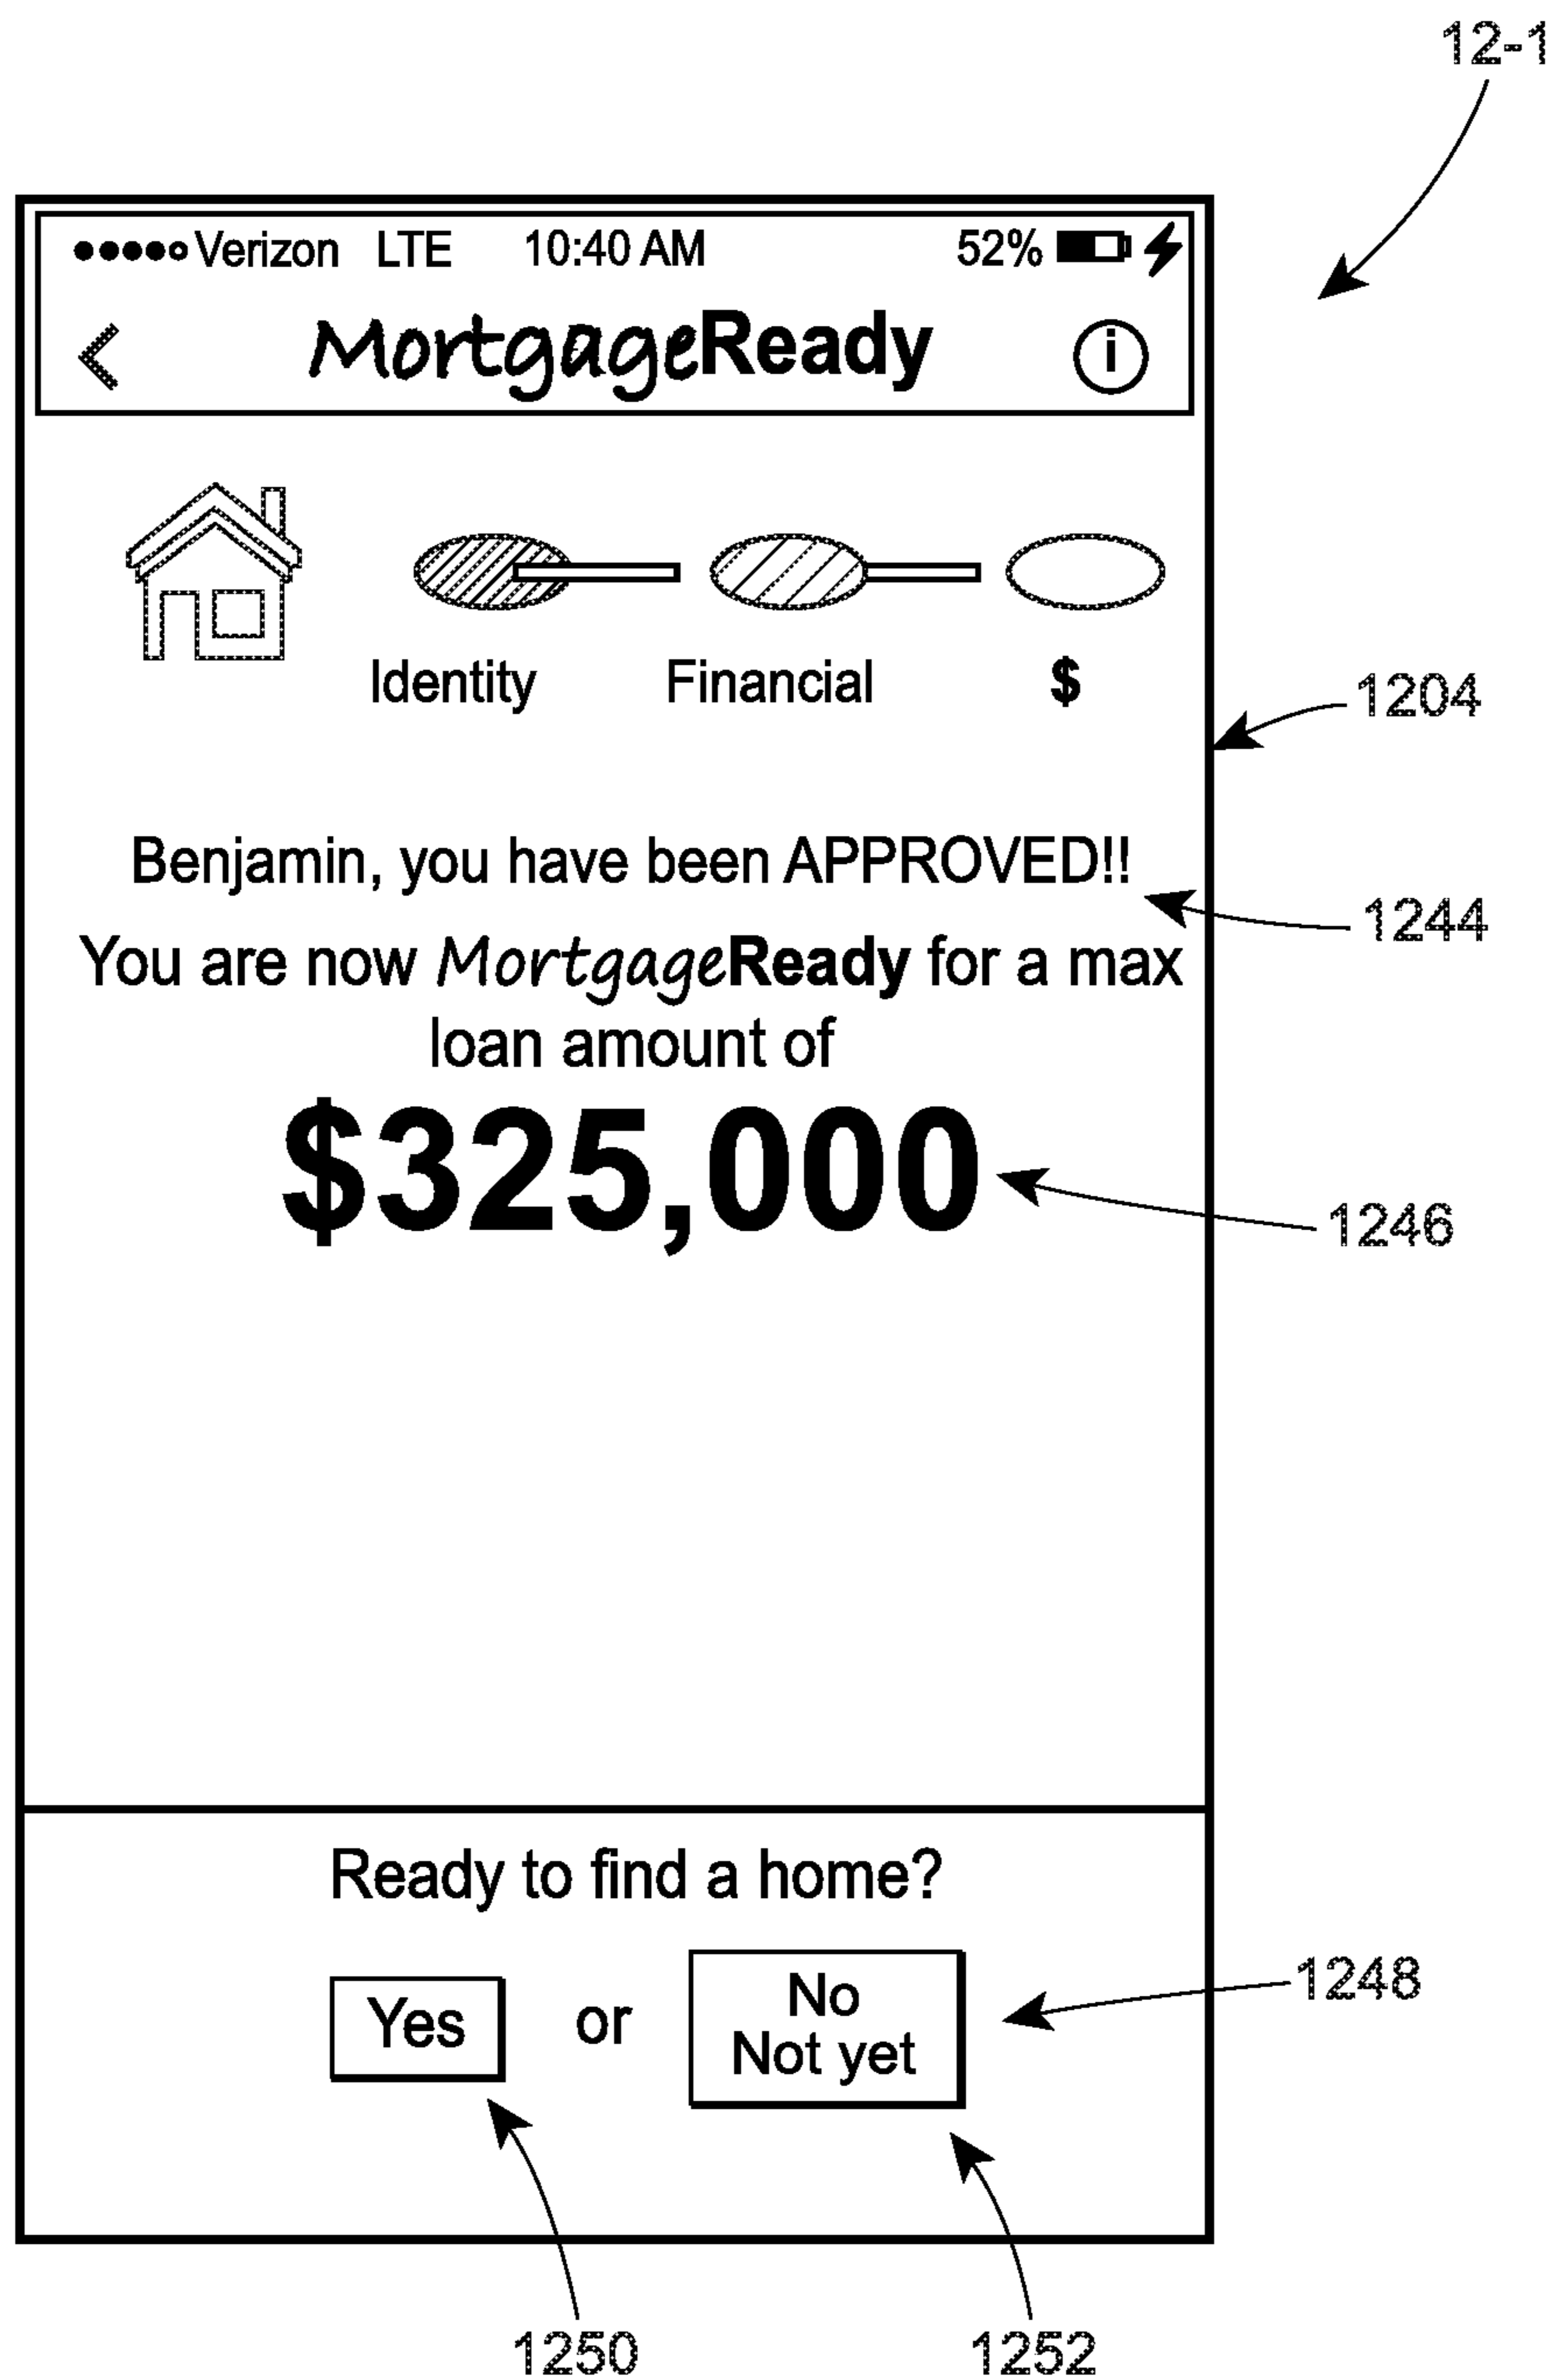 12-1
Verizon LTE 10:40 AM 52%
< MortgageReady i
Identity Financial $
1204
Benjamin, you have been APPROVED!!
1244
You are now MortgageReady for a max
loan amount of
$325,000
1246
Ready to find a home?
1248
Yes or No
Not yet
1250 1252